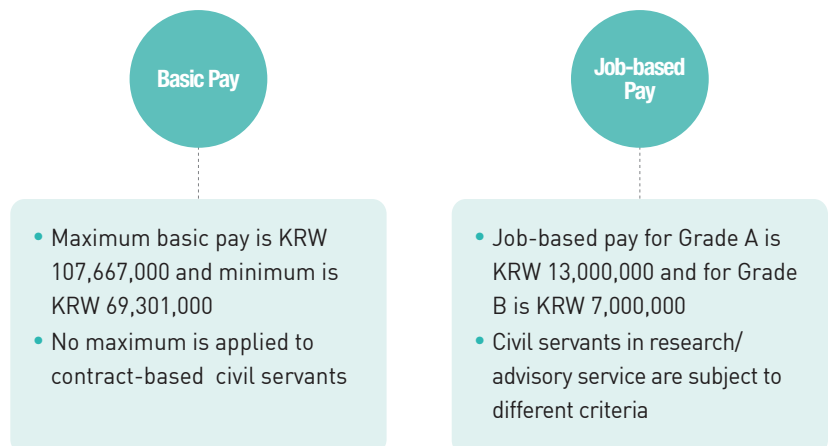 Basic Pay
• Maximum basic pay is KRW
107,667,000 and minimum is
KRW 69,301,000
• No maximum is applied to
contract-based civil servants
Job-based
Pay
• Job-based pay for Grade A is
KRW 13,000,000 and for Grade
B is KRW 7,000,000
• Civil servants in research/
advisory service are subject to
different criteria